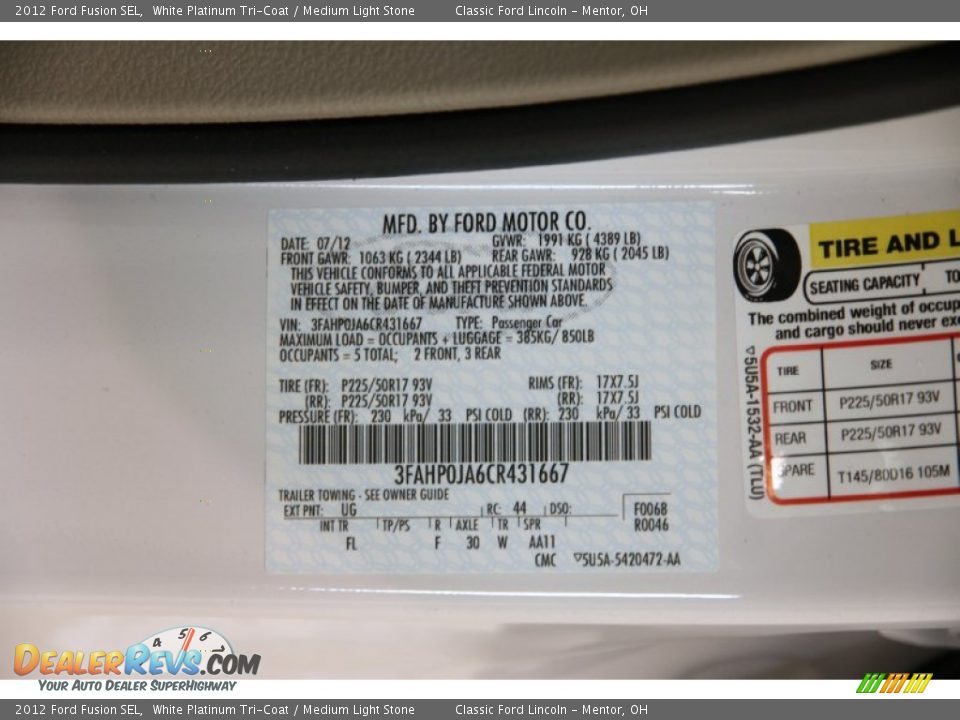 2012 Ford Fusion SEL, White Platinum Tri-Coat / Medium Light Stone Classic Ford Lincoln - Mentor, OH
MFD. BY FORD MOTOR CO.
DATE: 07/12 GVWR: 1991 KG ( 4389 LB)
FRONT GAWR: 1063 KG ( 2344 LB) REAR GAWR: 928 KG ( 2045 LB)
THIS VEHICLE CONFORMS TO ALL APPLICABLE FEDERAL MOTOR
VEHICLE SAFETY, BUMPER, AND THEFT PREVENTION STANDARDS
IN EFFECT ON THE DATE OF MANUFACTURE SHOWN ABOVE.
VIN: 3FAHP0JA6CR431667 TYPE: Passenger Car
MAXIMUM LOAD = OCCUPANTS + LUGGAGE = 385KG/ 850LB
OCCUPANTS = 5 TOTAL; 2 FRONT, 3 REAR
TIRE (FR): P225/50R17 93V RIMS (FR): 17X7.5J
(RR): P225/50R17 93V (RR): 17X7.5J
PRESSURE (FR): 230 kPa/ 33 PSI COLD (RR): 230 kPa/ 33 PSI COLD
3FAHP0JA6CR431667
TRAILER TOWING - SEE OWNER GUIDE
EXT PNT: UG RC: 44 DSO: F0068
INT TR TP/PS R AXLE TR SPR R0046
FL F 30 W AA11
CMC ▽5U5A-5420472-AA
TIRE AND L
SEATING CAPACITY TO
The combined weight of occup
and cargo should never exc
▽5U5A-1532-AA (TLU)
TIRE SIZE
FRONT P225/50R17 93V
REAR P225/50R17 93V
SPARE T145/80D16 105M
4 5 6
DEALERREVS.COM
YOUR AUTO DEALER SUPERHIGHWAY
2012 Ford Fusion SEL, White Platinum Tri-Coat / Medium Light Stone Classic Ford Lincoln - Mentor, OH